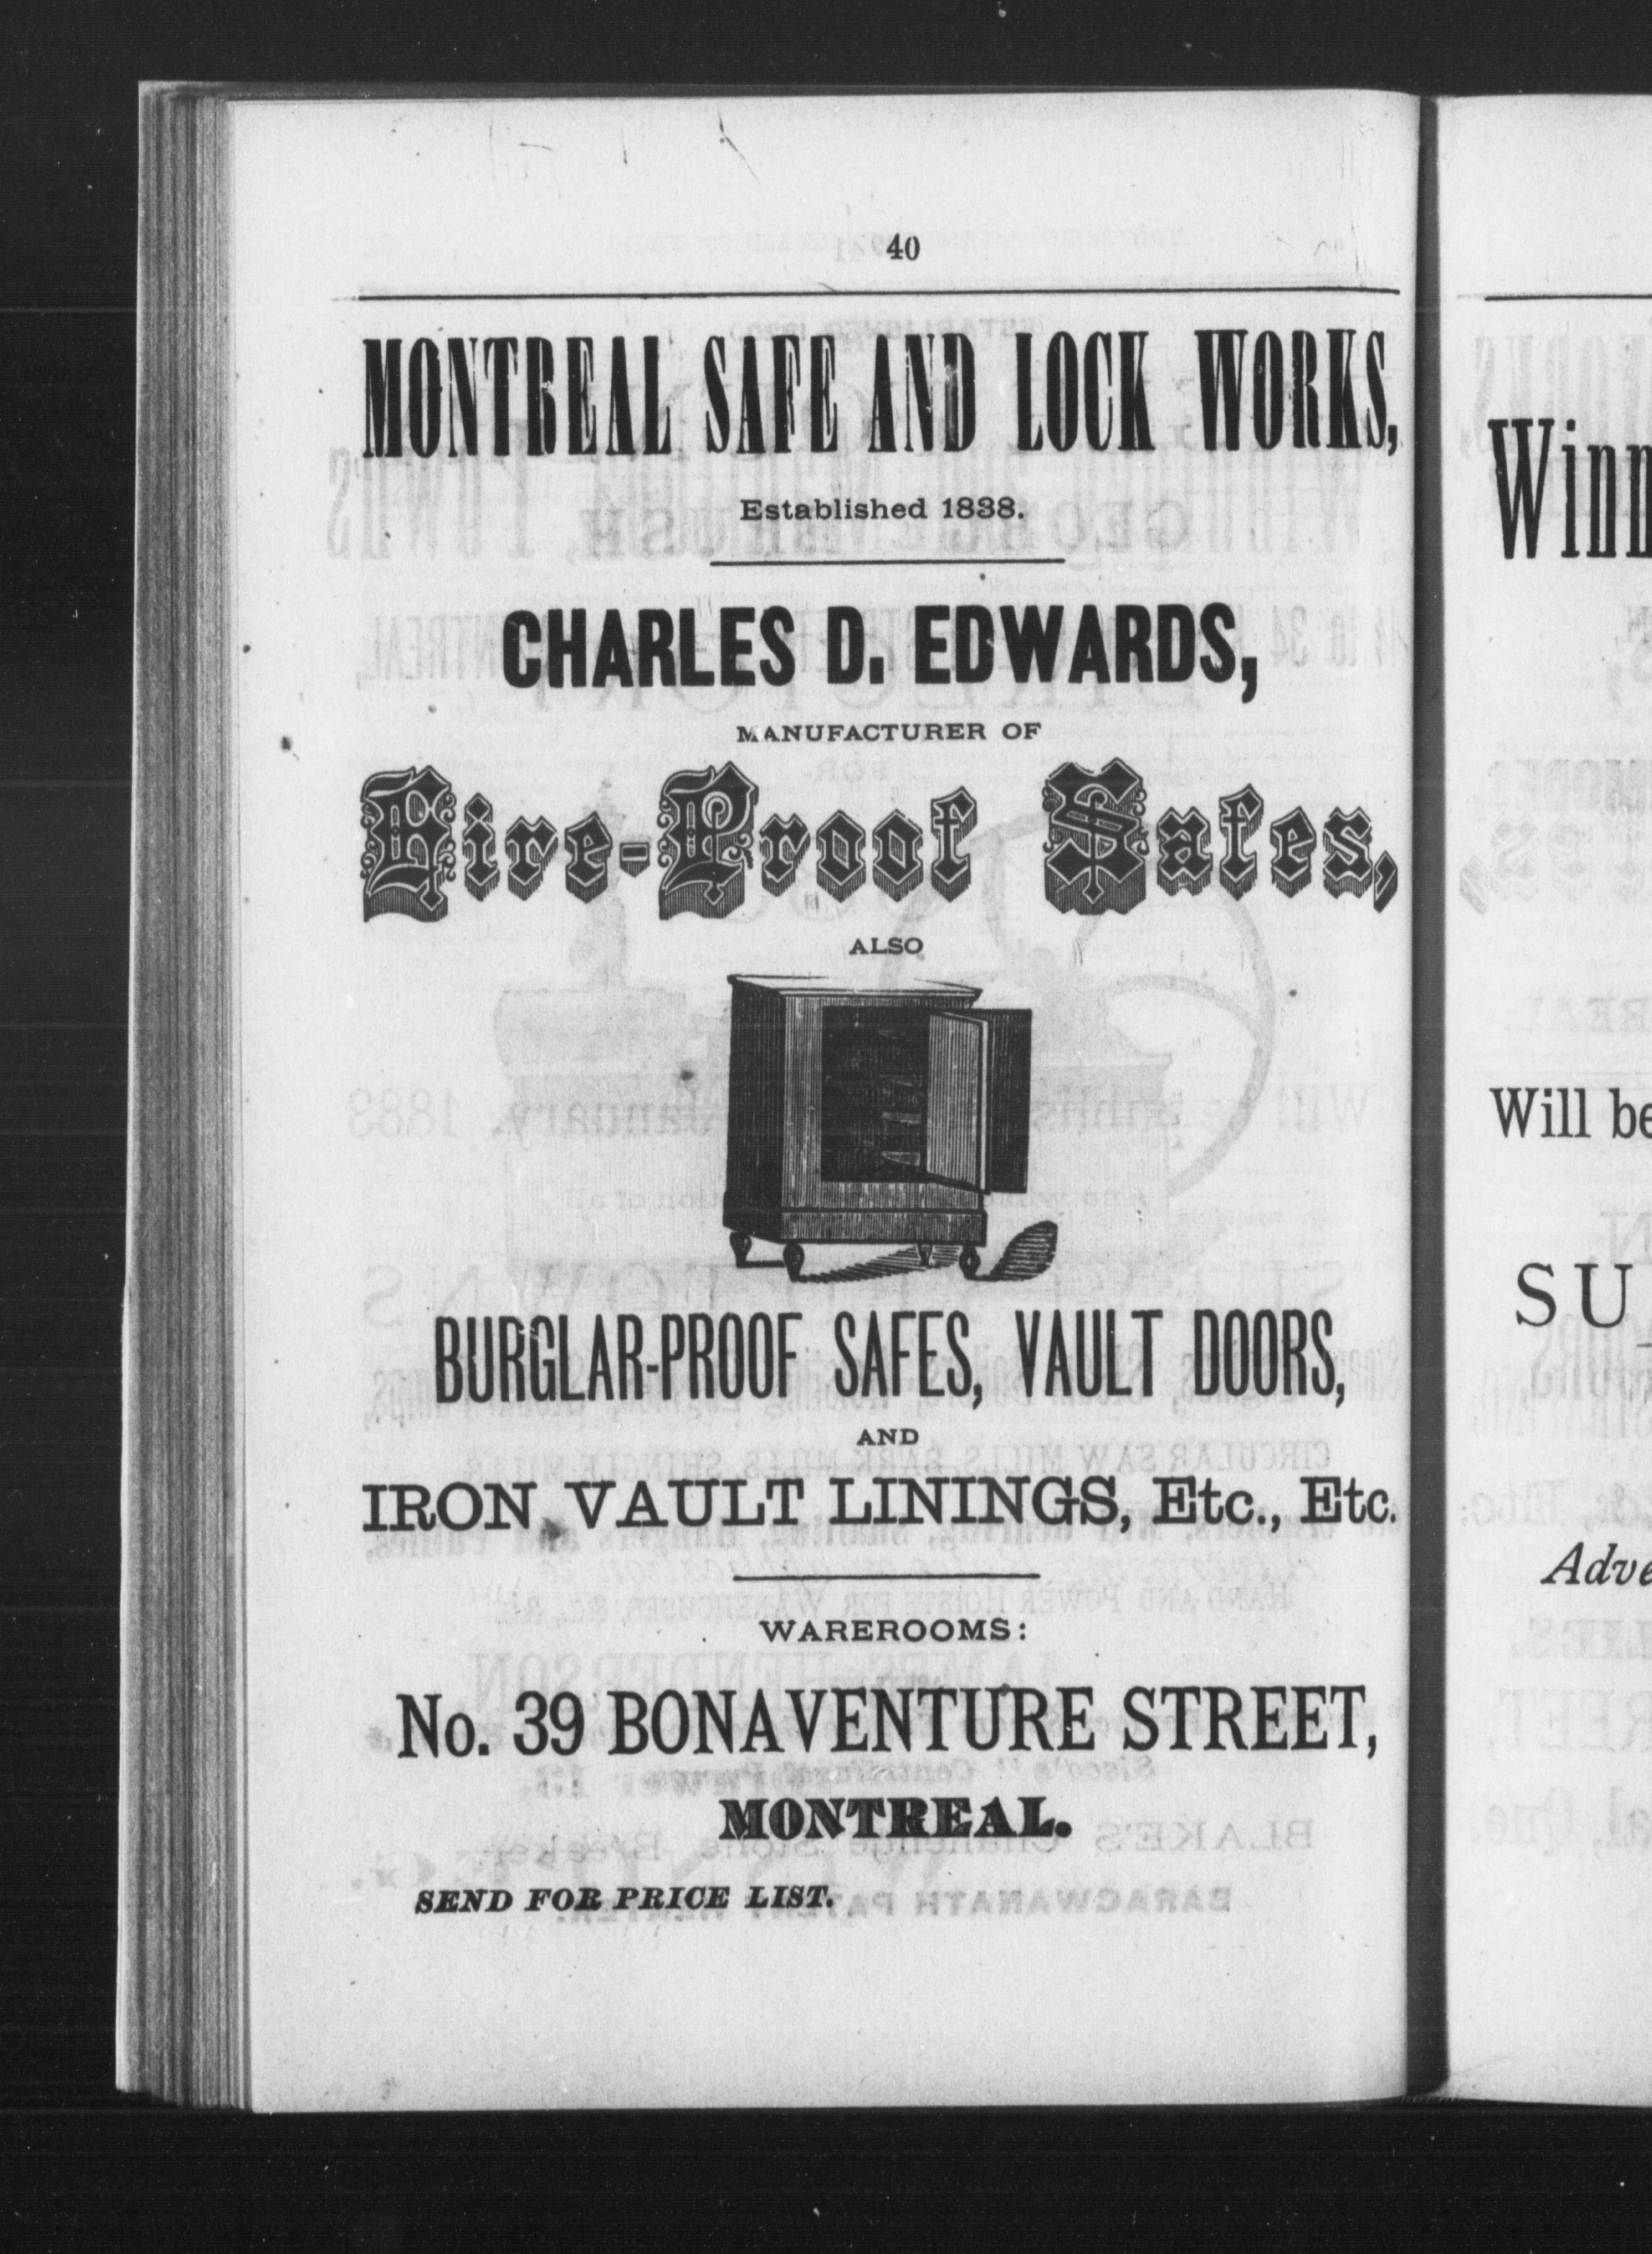 40
MONTREAL SAFE AND LOCK WORKS,
Established 1838.
CHARLES D. EDWARDS,
MANUFACTURER OF
Fire-Proof Safes,
ALSO
BURGLAR-PROOF SAFES, VAULT DOORS,
AND
IRON VAULT LININGS, Etc., Etc.
WAREROOMS:
No. 39 BONAVENTURE STREET,
MONTREAL.
SEND FOR PRICE LIST.
Will be
SU